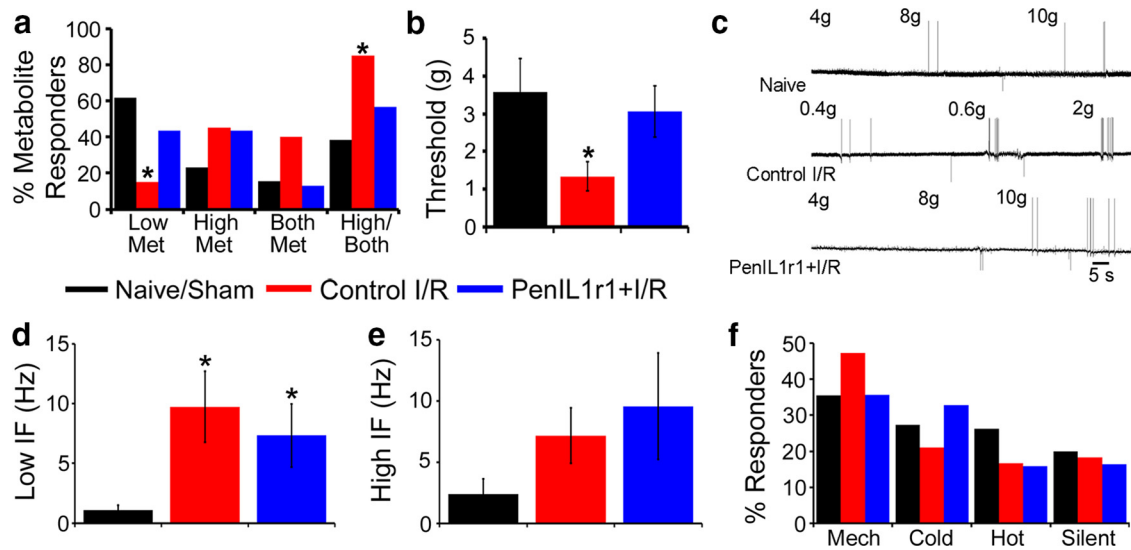 a
% Metabolite
Responders
100
80
60
40
20
0
*
*
Low
Met
High
Met
Both
Met
High/
Both
b
Threshold (g)
5
4
3
2
1
0
*
c
4g 8g 10g
Naive
0.4g 0.6g 2g
Control I/R
4g 8g 10g
PenIL1r1+I/R
5 s
Naive/Sham Control I/R PenIL1r1+I/R
d
Low IF (Hz)
15
10
5
0
*
*
e
High IF (Hz)
15
10
5
0
f
% Responders
50
40
30
20
10
0
Mech Cold Hot Silent